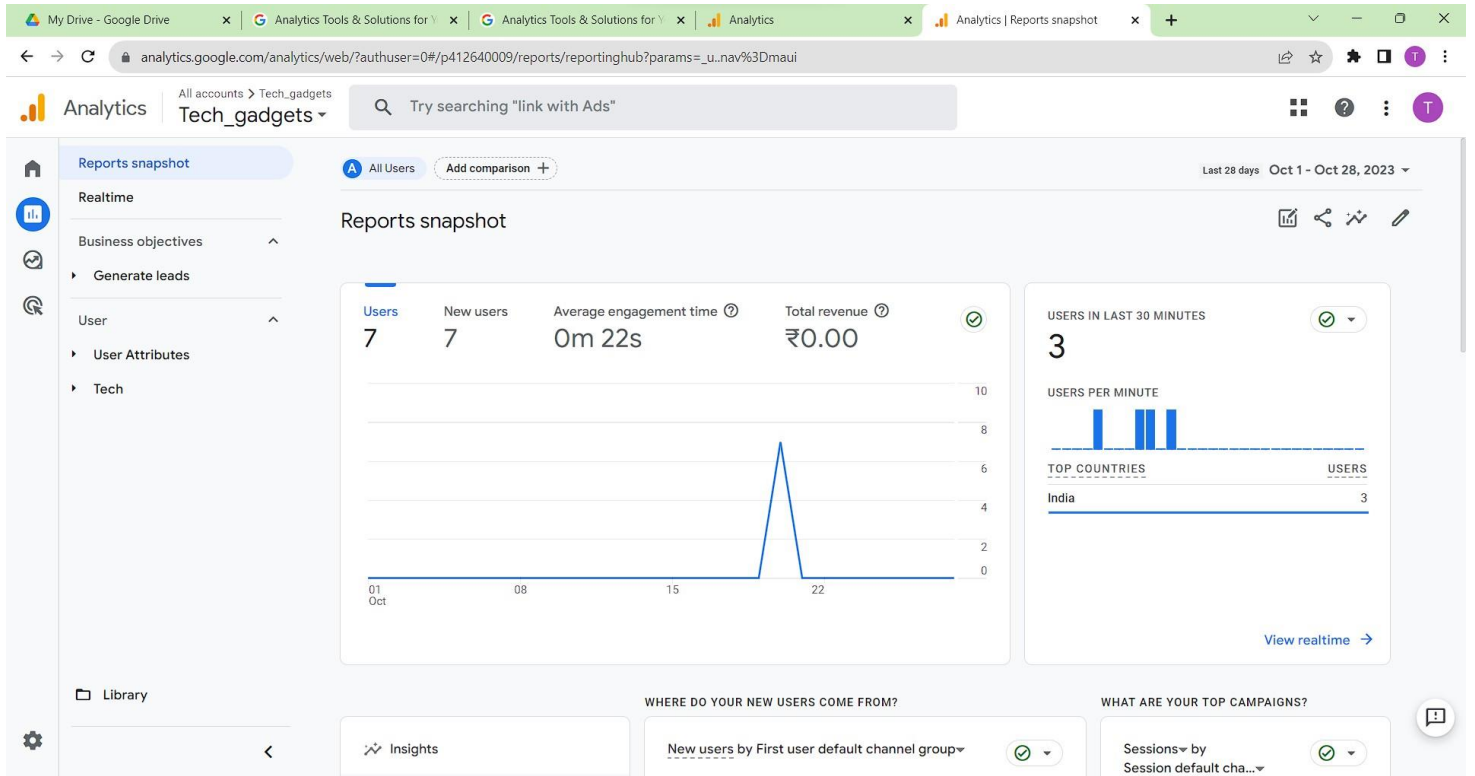 My Drive - Google Drive
Analytics Tools & Solutions for Y
Analytics Tools & Solutions for Y
Analytics
Analytics | Reports snapshot
analytics.google.com/analytics/web/?authuser=0#/p412640009/reports/reportinghub?params=_u..nav%3Dmaui
T
Analytics
All accounts > Tech_gadgets
Tech_gadgets
Try searching "link with Ads"
T
Reports snapshot
Realtime
Business objectives
Generate leads
User
User Attributes
Tech
Library
A All Users
Add comparison +
Last 28 days Oct 1 - Oct 28, 2023
Reports snapshot
Users
7
New users
7
Average engagement time
0m 22s
Total revenue
₹0.00
10
8
6
4
2
0
01
Oct
08
15
22
USERS IN LAST 30 MINUTES
3
USERS PER MINUTE
TOP COUNTRIES USERS
India 3
View realtime
Insights
WHERE DO YOUR NEW USERS COME FROM?
New users by First user default channel group
WHAT ARE YOUR TOP CAMPAIGNS?
Sessions by
Session default cha...